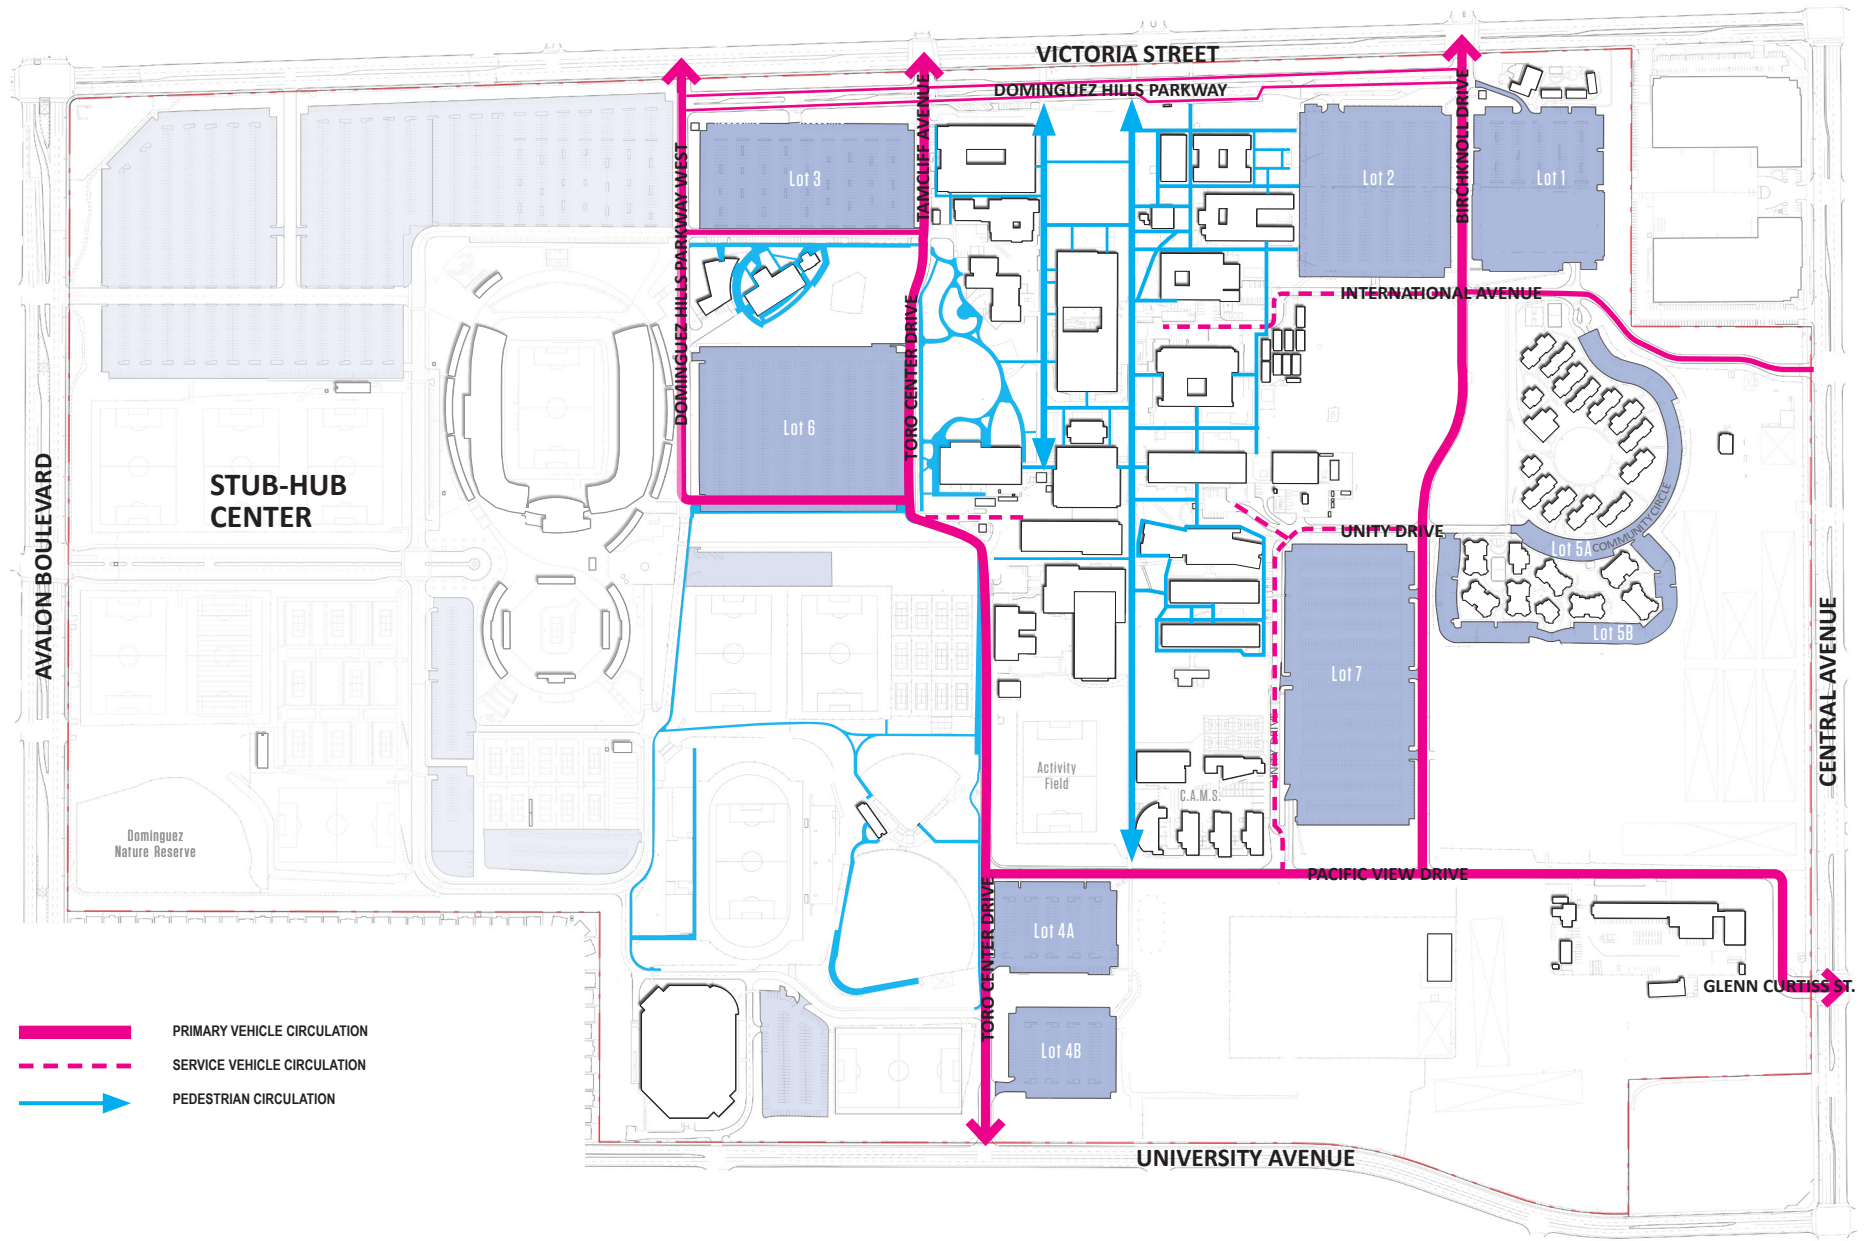 VICTORIA STREET
DOMINGUEZ HILLS PARKWAY
TAMCLIFF AVENUE
BIRCHKNOLL DRIVE
DOMINGUEZ HILLS PARKWAY WEST
Lot 3
Lot 2
Lot 1
INTERNATIONAL AVENUE
TORO CENTER DRIVE
Lot 6
AVALON BOULEVARD
STUB-HUB
CENTER
COMMUNITY CIRCLE
UNITY DRIVE
Lot 5A
Lot 5B
Lot 7
CENTRAL AVENUE
UNITY DRIVE
Activity
Field
C.A.M.S.
Dominguez
Nature Reserve
PACIFIC VIEW DRIVE
TORO CENTER DRIVE
Lot 4A
GLENN CURTISS ST.
Lot 4B
PRIMARY VEHICLE CIRCULATION
SERVICE VEHICLE CIRCULATION
PEDESTRIAN CIRCULATION
UNIVERSITY AVENUE